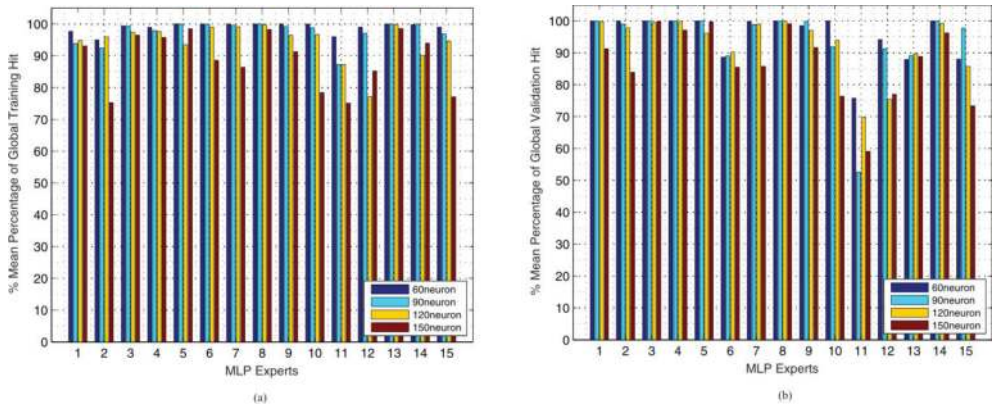 % Mean Percentage of Global Training Hit
100
90
80
70
60
50
40
30
20
10
0
60neuron
90neuron
120neuron
150neuron
1 2 3 4 5 6 7 8 9 10 11 12 13 14 15
MLP Experts
(a)
% Mean Percentage of Global Validation Hit
100
90
80
70
60
50
40
30
20
10
0
60neuron
90neuron
120neuron
150neuron
1 2 3 4 5 6 7 8 9 10 11 12 13 14 15
MLP Experts
(b)